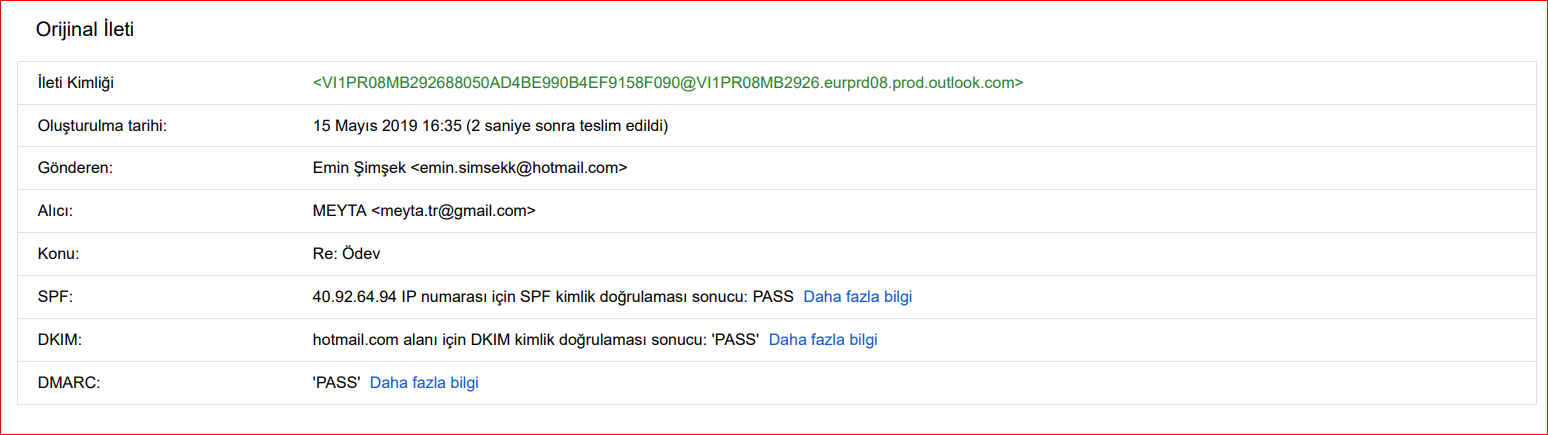 Orijinal İleti
İleti Kimliği <VI1PR08MB292688050AD4BE990B4EF9158F090@VI1PR08MB2926.eurprd08.prod.outlook.com>
Oluşturulma tarihi: 15 Mayıs 2019 16:35 (2 saniye sonra teslim edildi)
Gönderen: Emin Şimşek <emin.simsekk@hotmail.com>
Alıcı: MEYTA <meyta.tr@gmail.com>
Konu: Re: Ödev
SPF: 40.92.64.94 IP numarası için SPF kimlik doğrulaması sonucu: PASS Daha fazla bilgi
DKIM: hotmail.com alanı için DKIM kimlik doğrulaması sonucu: 'PASS' Daha fazla bilgi
DMARC: 'PASS' Daha fazla bilgi